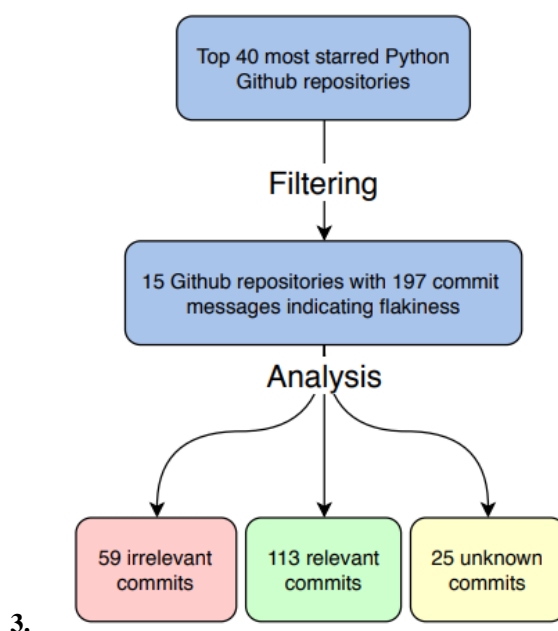 Top 40 most starred Python
Github repositories
Filtering
15 Github repositories with 197 commit
messages indicating flakiness
Analysis
59 irrelevant
commits
113 relevant
commits
25 unknown
commits
3.